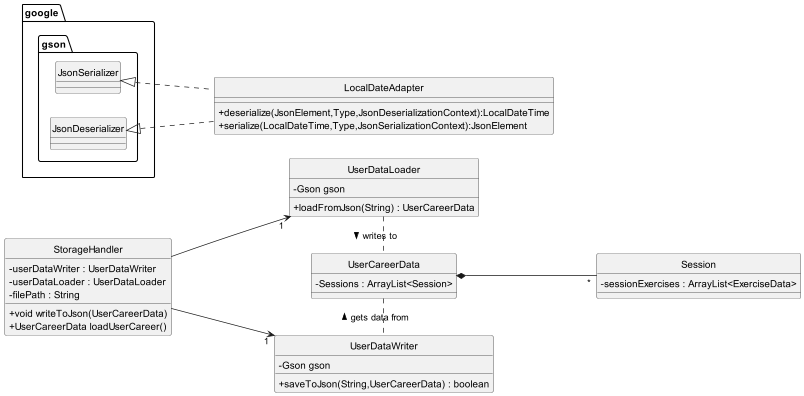 google
gson
JsonSerializer
JsonDeserializer
LocalDateAdapter
+deserialize(JsonElement,Type,JsonDeserializationContext):LocalDateTime
+serialize(LocalDateTime,Type,JsonSerializationContext):JsonElement
UserDataLoader
-Gson gson
+loadFromJson(String) : UserCareerData
1
writes to
StorageHandler
-userDataWriter : UserDataWriter
-userDataLoader : UserDataLoader
-filePath : String
+void writeToJson(UserCareerData)
+UserCareerData loadUserCareer()
UserCareerData
-Sessions : ArrayList<Session>
*
Session
-sessionExercises : ArrayList<ExerciseData>
gets data from
1
UserDataWriter
-Gson gson
+saveToJson(String,UserCareerData) : boolean